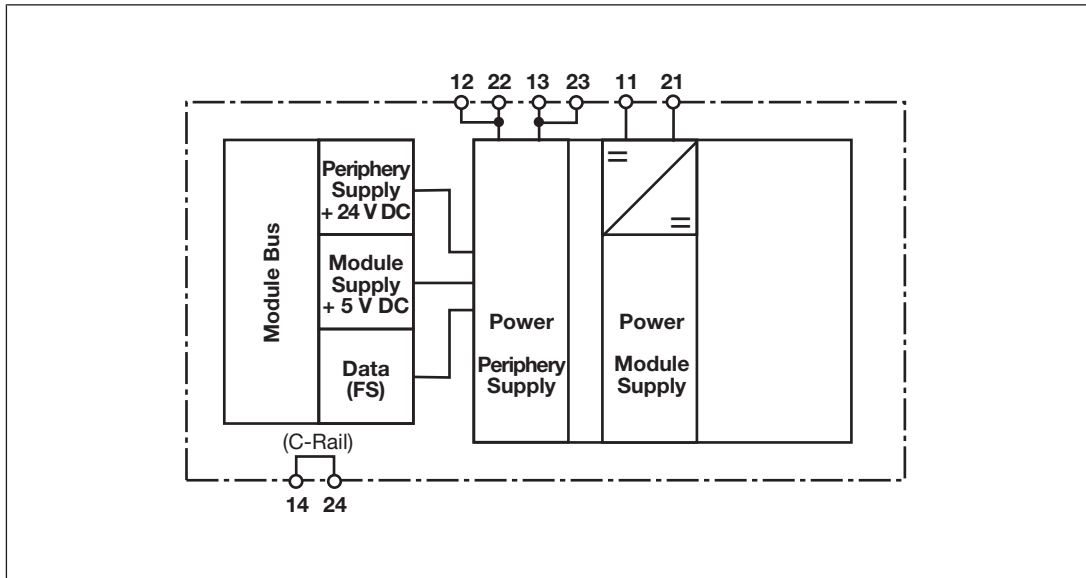 12 22 13 23 11 21
Module Bus
Periphery
Supply
+ 24 V DC
Module
Supply
+ 5 V DC
Data
(FS)
Power
Periphery
Supply
Power
Module
Supply
(C-Rail)
14 24